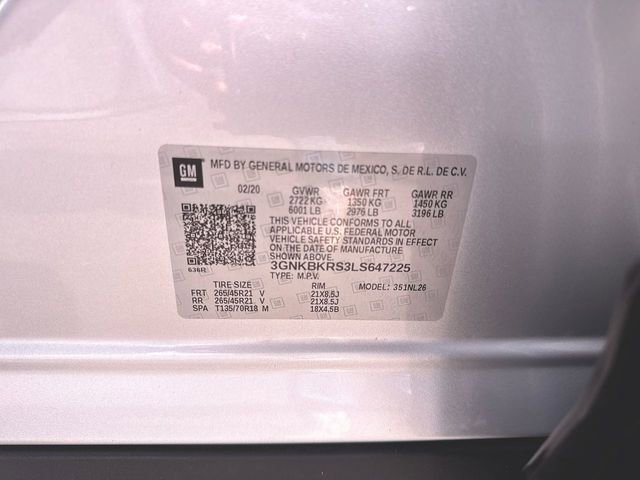 GM MFD BY GENERAL MOTORS DE MEXICO, S. DE R.L. DE C.V.
02/20 GVWR GAWR FRT GAWR RR
2722 KG 1350 KG 1450 KG
6001 LB 2976 LB 3196 LB
THIS VEHICLE CONFORMS TO ALL
APPLICABLE U.S. FEDERAL MOTOR
VEHICLE SAFETY STANDARDS IN EFFECT
ON THE DATE OF MANUFACTURE
SHOWN ABOVE.
636R 3GNKBKRS3LS647225
TYPE: M.P.V.
TIRE SIZE RIM MODEL: 351NL26
FRT 265/45R21 V 21X8.5J
RR 265/45R21 V 21X8.5J
SPA T135/70R18 M 18X4.5B